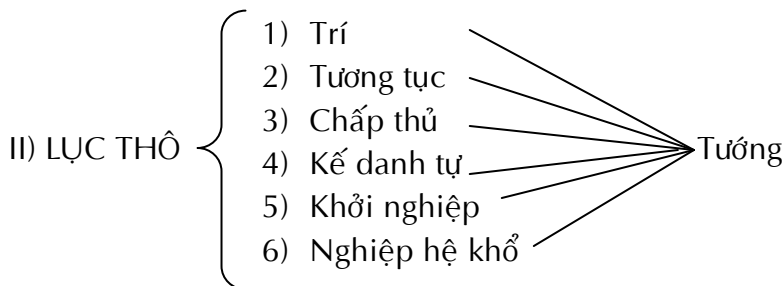 1) Trí
2) Tương tục
3) Chấp thủ
II) LỤC THÔ
4) Kế danh tự
5) Khởi nghiệp
6) Nghiệp hệ khổ
Tướng